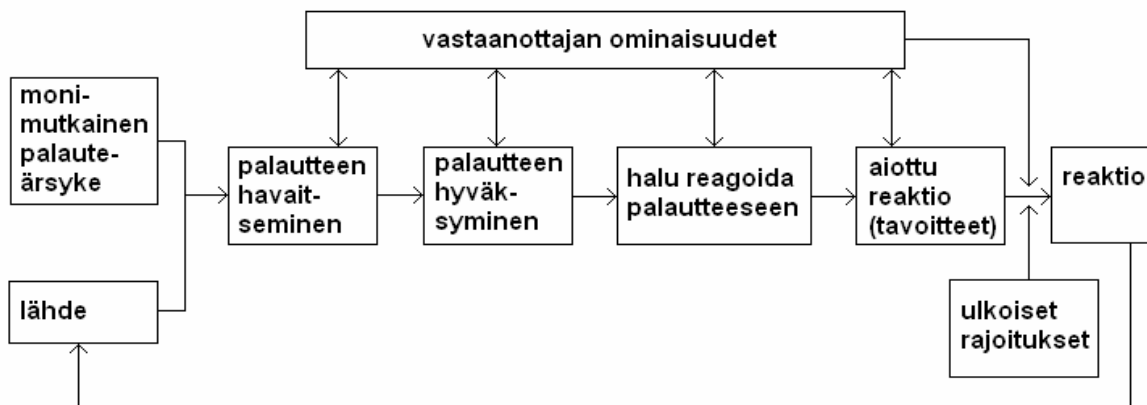 vastaanottajan ominaisuudet
moni-
mutkainen
palaute-
ärsyke
palautteen
havait-
seminen
palautteen
hyväk-
syminen
halu reagoida
palautteeseen
aiottu
reaktio
(tavoitteet)
reaktio
lähde
ulkoiset
rajoitukset